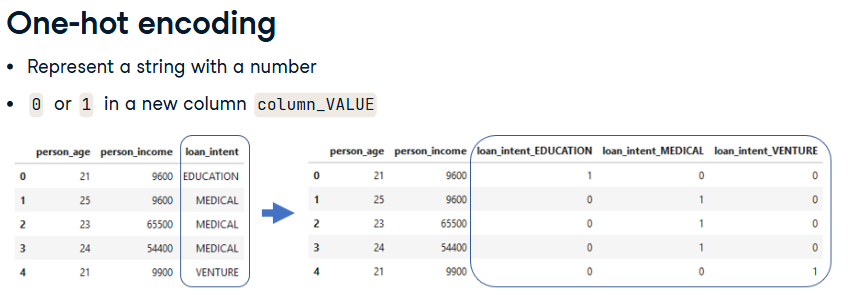 One-hot encoding
• Represent a string with a number
• 0 or 1 in a new column column_VALUE
person_age person_income loan_intent
0 21 9600 EDUCATION
1 25 9600 MEDICAL
2 23 65500 MEDICAL
3 24 54400 MEDICAL
4 21 9900 VENTURE
person_age person_income loan_intent_EDUCATION loan_intent_MEDICAL loan_intent_VENTURE
0 21 9600 1 0 0
1 25 9600 0 1 0
2 23 65500 0 1 0
3 24 54400 0 1 0
4 21 9900 0 0 1